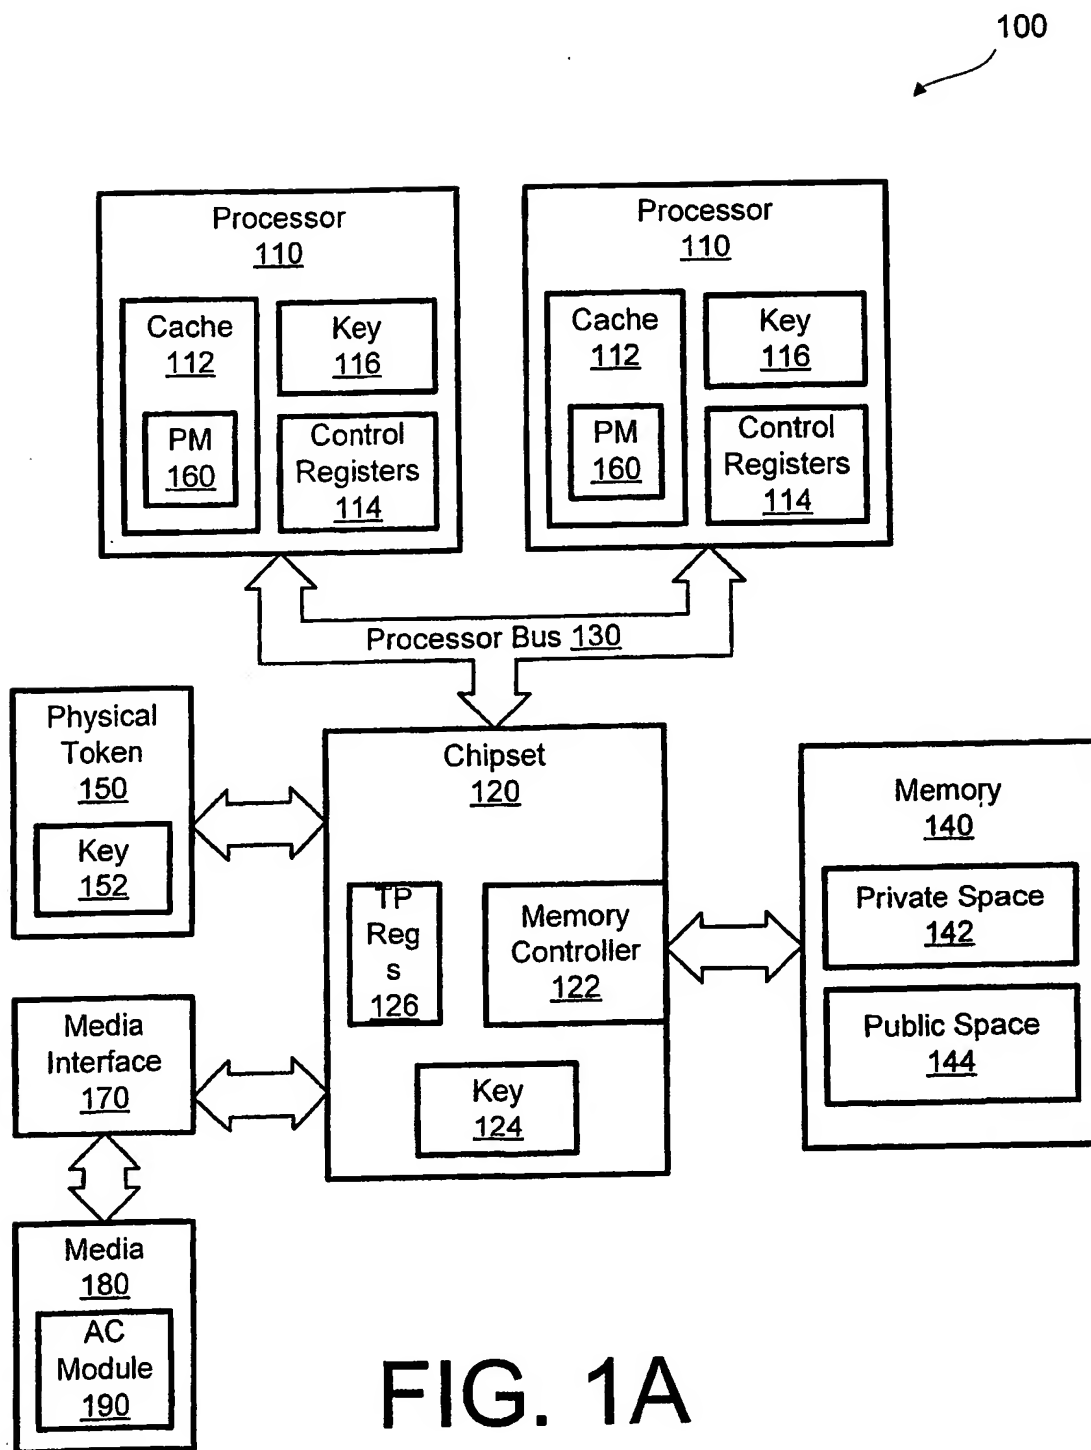 100
Processor
110
Cache
112
PM
160
Key
116
Control
Registers
114
Processor
110
Cache
112
PM
160
Key
116
Control
Registers
114
Processor Bus 130
Physical
Token
150
Key
152
Chipset
120
TP
Reg
s
126
Memory
Controller
122
Key
124
Memory
140
Private Space
142
Public Space
144
Media
Interface
170
Media
180
AC
Module
190
FIG. 1A